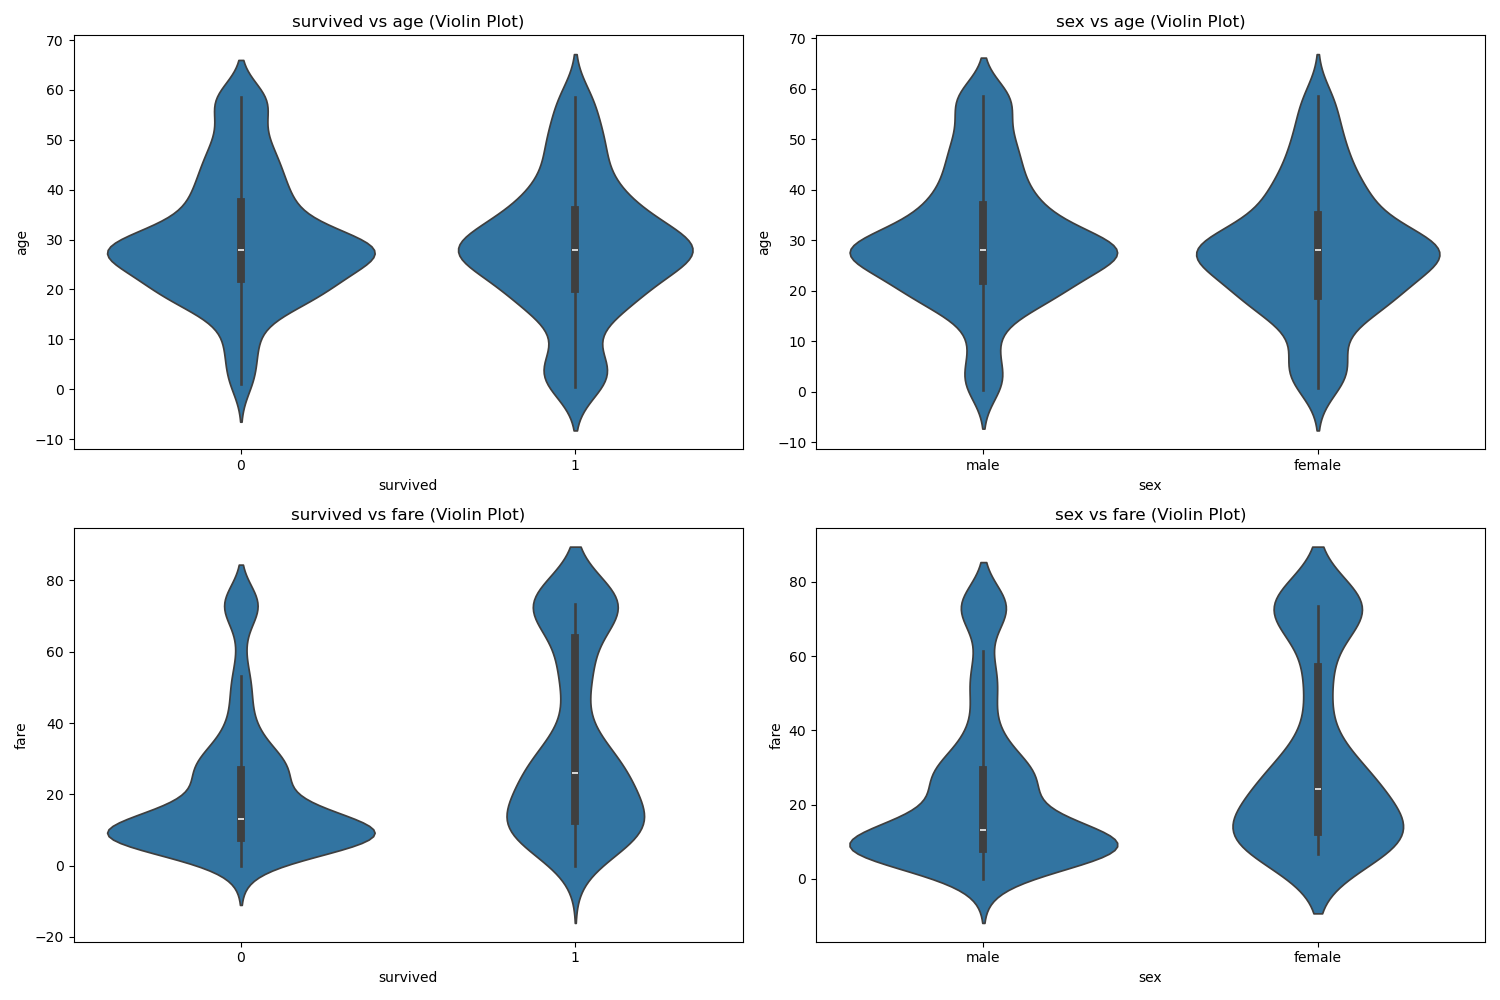 survived vs age (Violin Plot)
70
60
50
40
30
20
10
0
−10
age
0 1
survived
sex vs age (Violin Plot)
70
60
50
40
30
20
10
0
−10
age
male female
sex
survived vs fare (Violin Plot)
80
60
40
20
0
−20
fare
0 1
survived
sex vs fare (Violin Plot)
80
60
40
20
0
fare
male female
sex